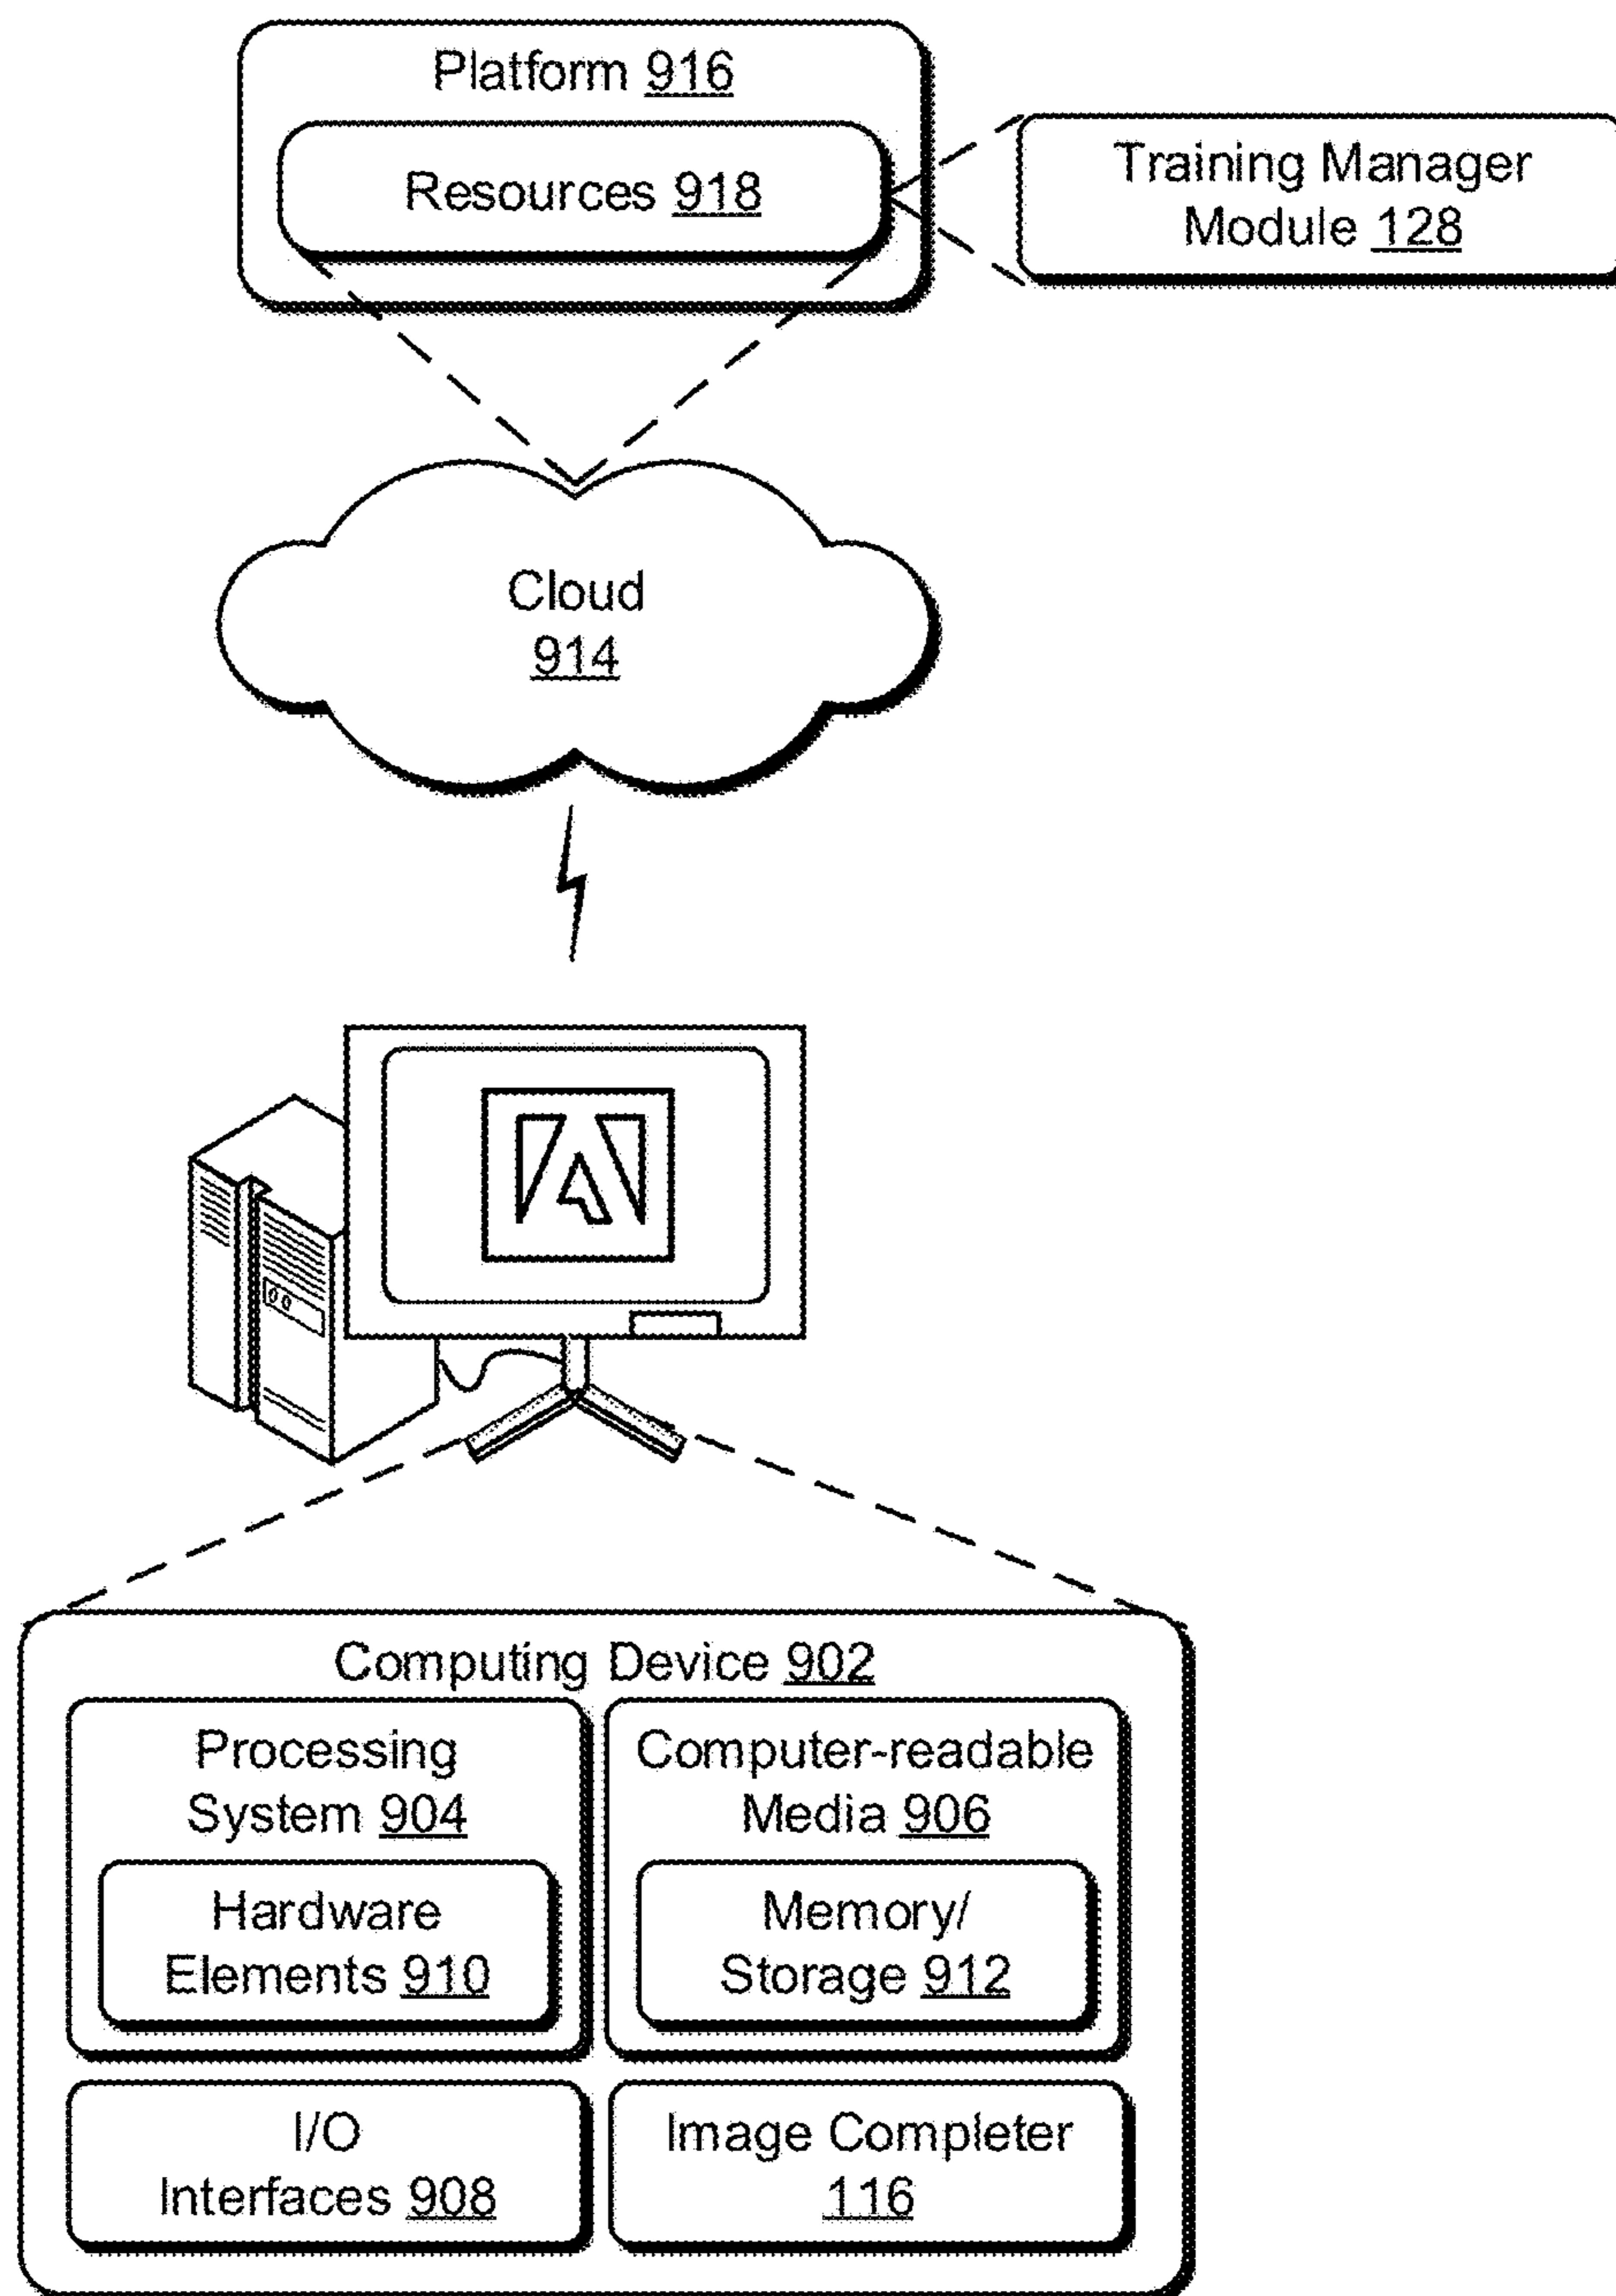 Platform 916
Resources 918
Training Manager
Module 128
Cloud
914
Computing Device 902
Processing
System 904
Hardware
Elements 910
Computer-readable
Media 906
Memory/
Storage 912
I/O
Interfaces 908
Image Completer
116